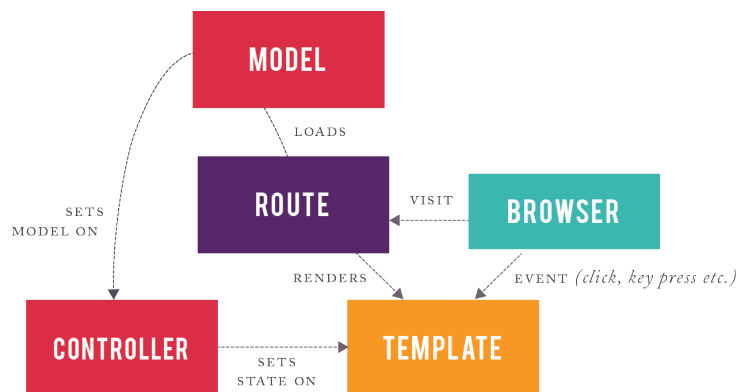 MODEL
LOADS
ROUTE
VISIT
BROWSER
SETS
MODEL ON
RENDERS
EVENT (click, key press etc.)
CONTROLLER
SETS
STATE ON
TEMPLATE